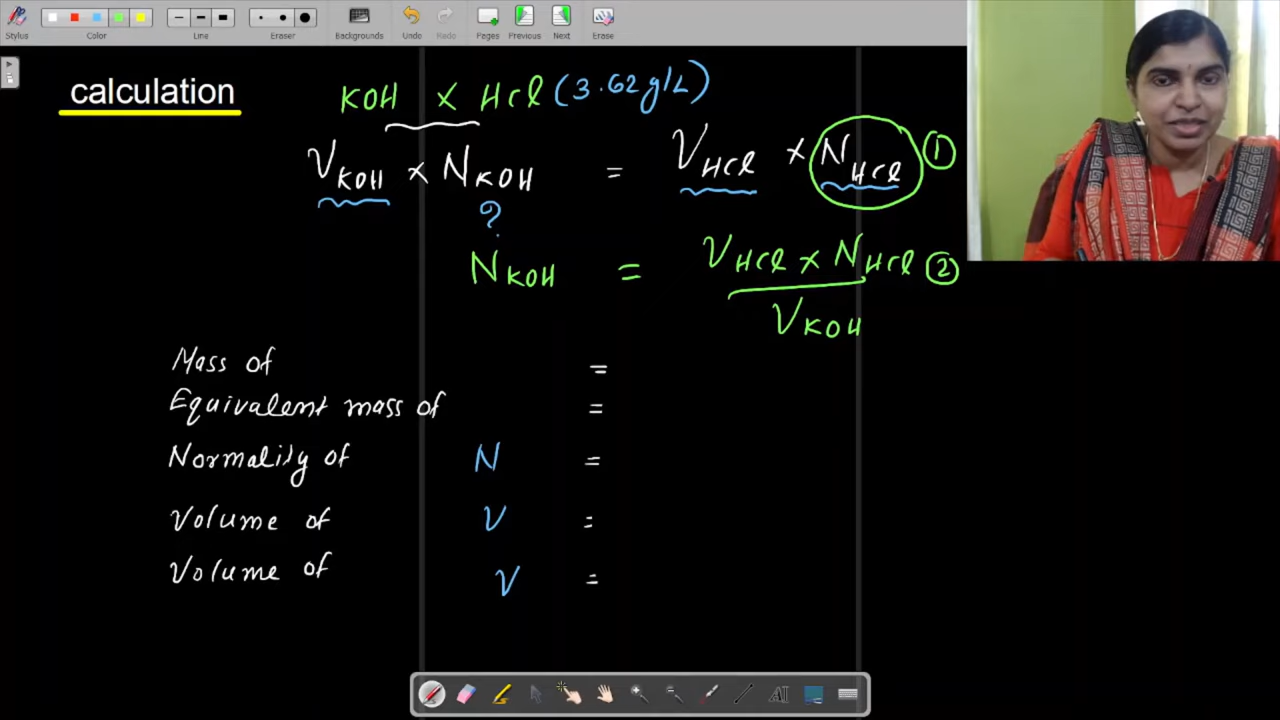 Stylus
Color
Line
Eraser
Backgrounds
Undo
Redo
Pages
Previous
Next
Erase
calculation
KOH × HCl (3.62 g/L)
V KOH × N KOH = V HCl × N HCl ①
?
N KOH = V HCl × N HCl ②
V KOH
Mass of =
Equivalent mass of =
Normality of N =
Volume of V =
Volume of V =
AI